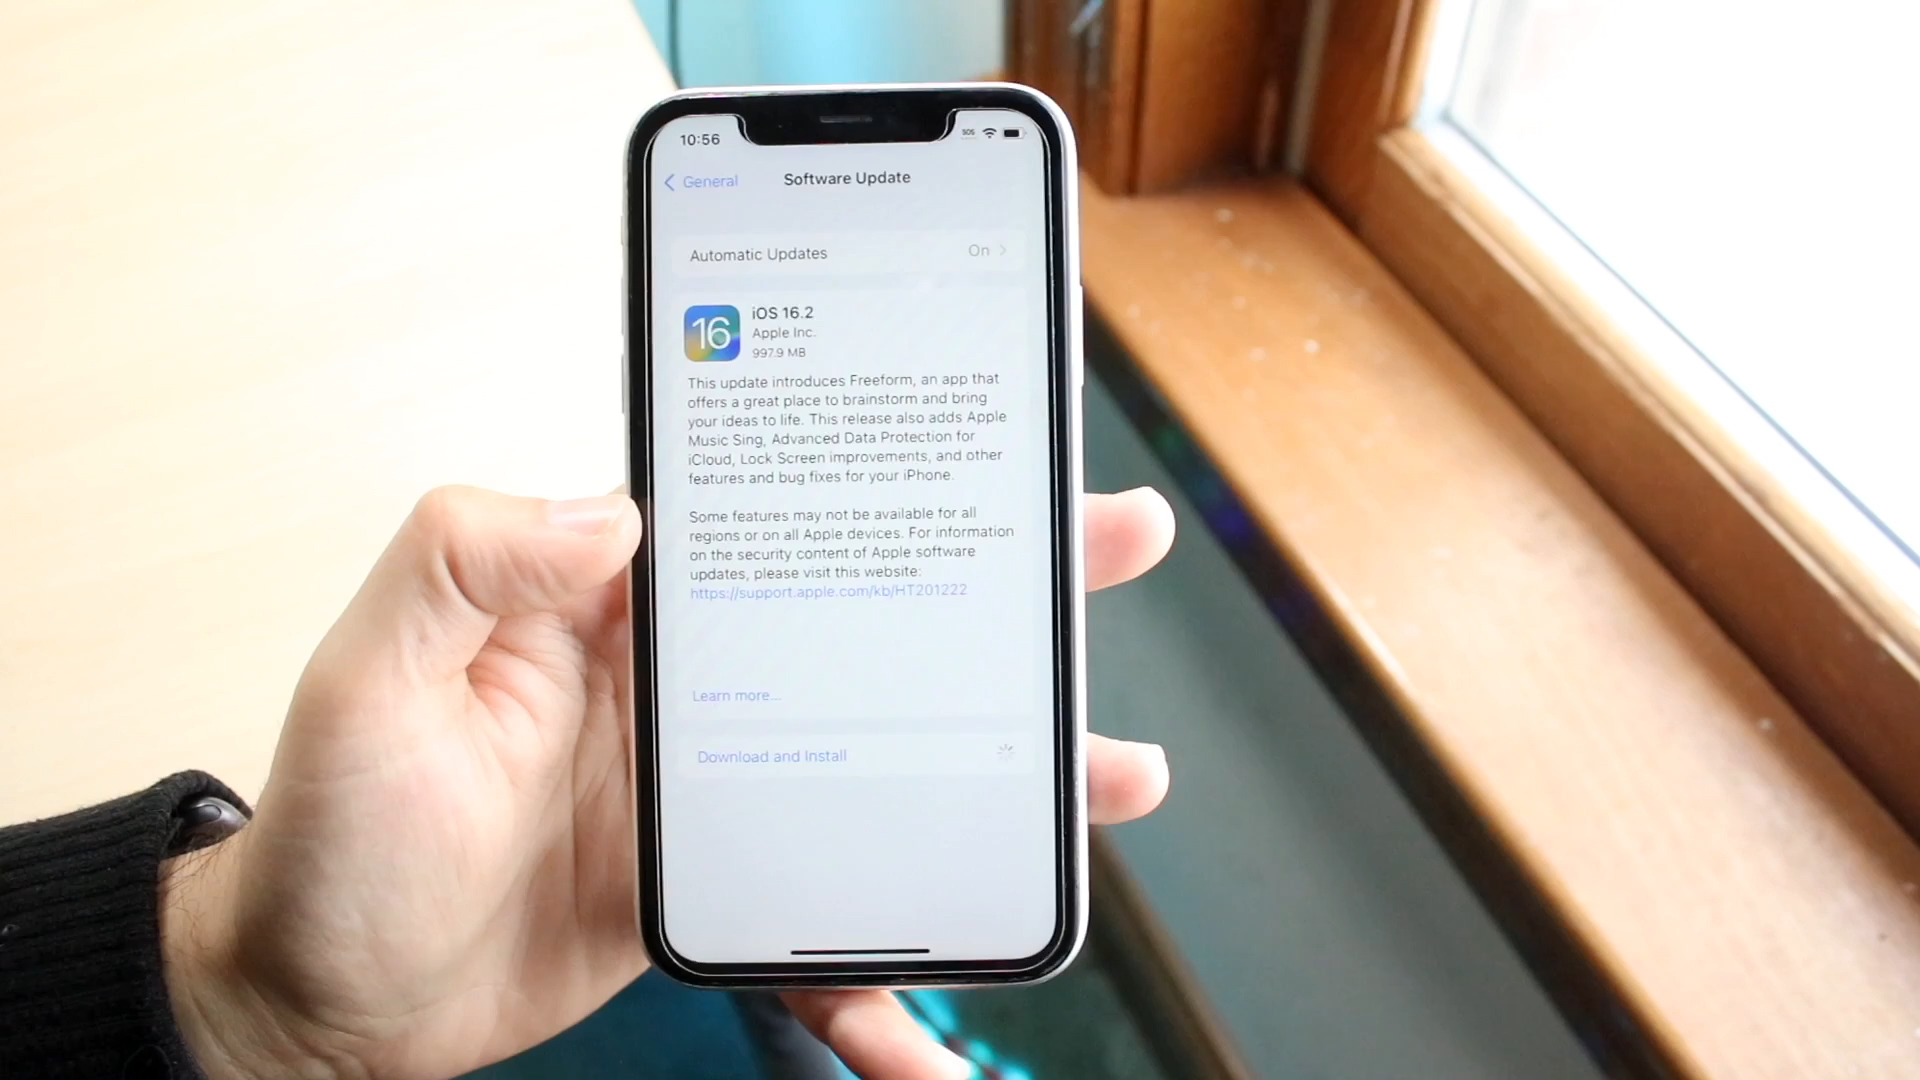 10:56
SOS
General
Software Update
Automatic Updates
On
16
iOS 16.2
Apple Inc.
997.9 MB
This update introduces Freeform, an app that
offers a great place to brainstorm and bring
your ideas to life. This release also adds Apple
Music Sing, Advanced Data Protection for
iCloud, Lock Screen improvements, and other
features and bug fixes for your iPhone.
Some features may not be available for all
regions or on all Apple devices. For information
on the security content of Apple software
updates, please visit this website:
https://support.apple.com/kb/HT201222
Learn more...
Download and Install